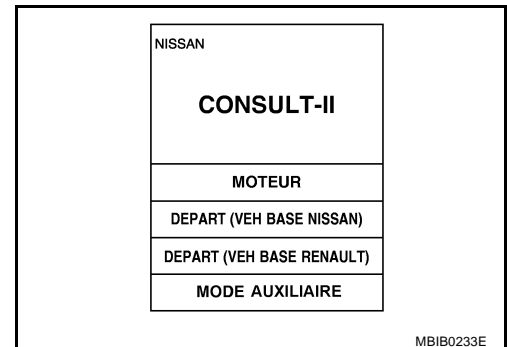 NISSAN
CONSULT-II
MOTEUR
DEPART (VEH BASE NISSAN)
DEPART (VEH BASE RENAULT)
MODE AUXILIAIRE
MBIB0233E